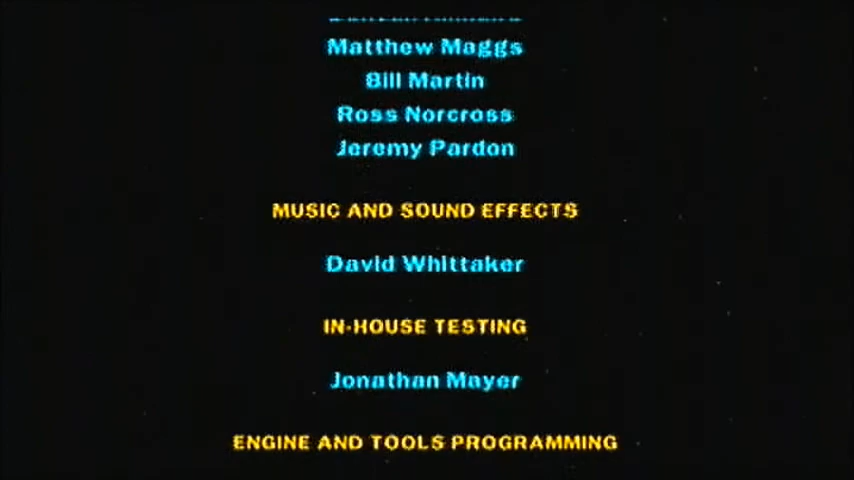 Matthew Maggs
Bill Martin
Ross Norcross
Jeremy Pardon
MUSIC AND SOUND EFFECTS
David Whittaker
IN-HOUSE TESTING
Jonathan Mayer
ENGINE AND TOOLS PROGRAMMING